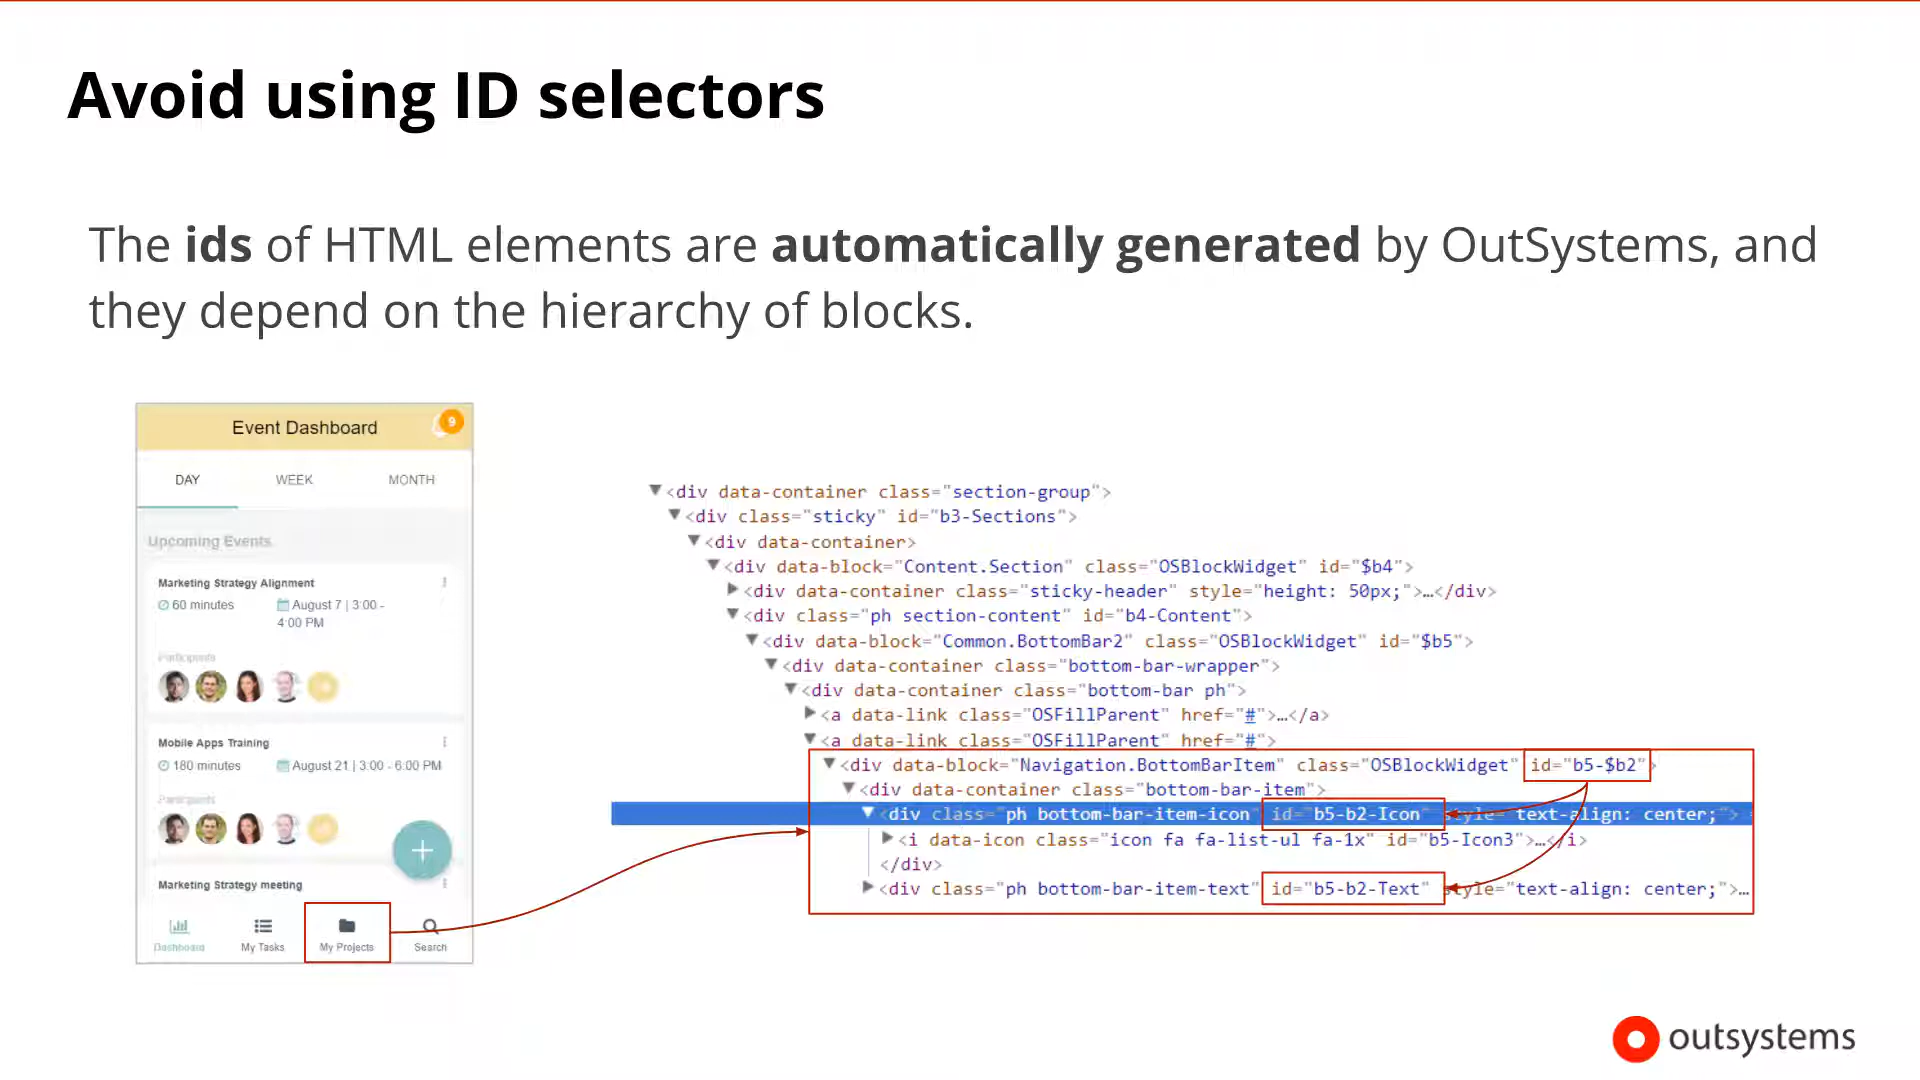 Avoid using ID selectors
The ids of HTML elements are automatically generated by OutSystems, and
they depend on the hierarchy of blocks.
Event Dashboard
9
DAY WEEK MONTH
Upcoming Events
Marketing Strategy Alignment
60 minutes August 7 | 3:00 -
4:00 PM
Participants
Mobile Apps Training
180 minutes August 21 | 3:00 - 6:00 PM
Participants
+
Marketing Strategy meeting
Dashboard My Tasks My Projects Search
<div data-container class="section-group">
<div class="sticky" id="b3-Sections">
<div data-container>
<div data-block="Content.Section" class="OSBlockWidget" id="$b4">
<div data-container class="sticky-header" style="height: 50px;">…</div>
<div class="ph section-content" id="b4-Content">
<div data-block="Common.BottomBar2" class="OSBlockWidget" id="$b5">
<div data-container class="bottom-bar-wrapper">
<div data-container class="bottom-bar ph">
<a data-link class="OSFillParent" href="#">…</a>
<a data-link class="OSFillParent" href="#">
<div data-block="Navigation.BottomBarItem" class="OSBlockWidget" id="b5-$b2">
<div data-container class="bottom-bar-item">
<div class="ph bottom-bar-item-icon" id="b5-b2-Icon" style="text-align: center;">
<i data-icon class="icon fa fa-list-ul fa-1x" id="b5-Icon3">…</i>
</div>
<div class="ph bottom-bar-item-text" id="b5-b2-Text" style="text-align: center;">…
outsystems